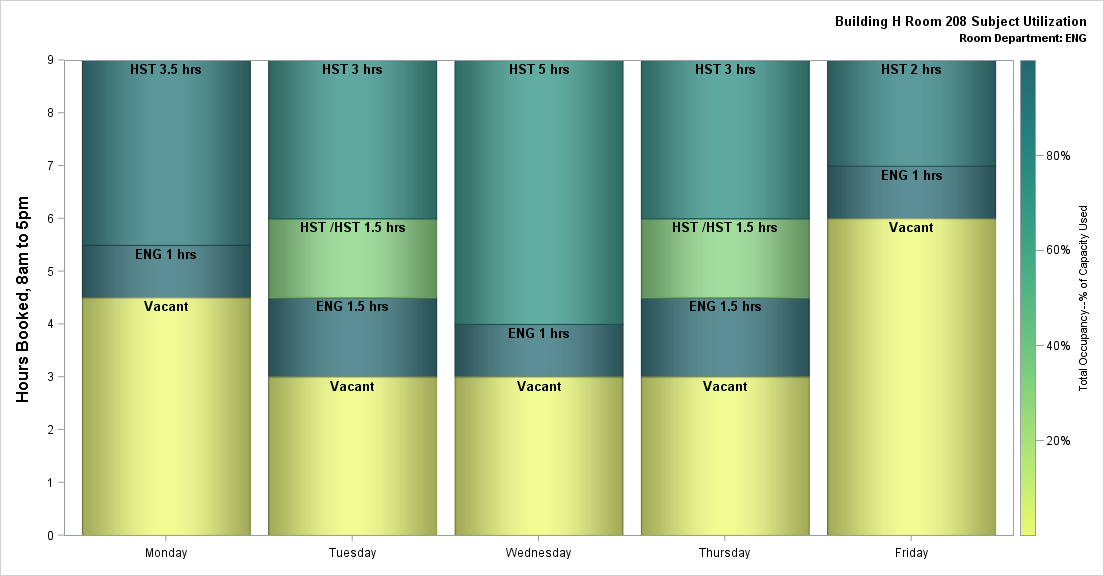 Building H Room 208 Subject Utilization
Room Department: ENG
Hours Booked, 8am to 5pm
9
8
7
6
5
4
3
2
1
0
HST 3.5 hrs
ENG 1 hrs
Vacant
HST 3 hrs
HST /HST 1.5 hrs
ENG 1.5 hrs
Vacant
HST 5 hrs
ENG 1 hrs
Vacant
HST 3 hrs
HST /HST 1.5 hrs
ENG 1.5 hrs
Vacant
HST 2 hrs
ENG 1 hrs
Vacant
Monday
Tuesday
Wednesday
Thursday
Friday
80%
60%
40%
20%
Total Occupancy--% of Capacity Used